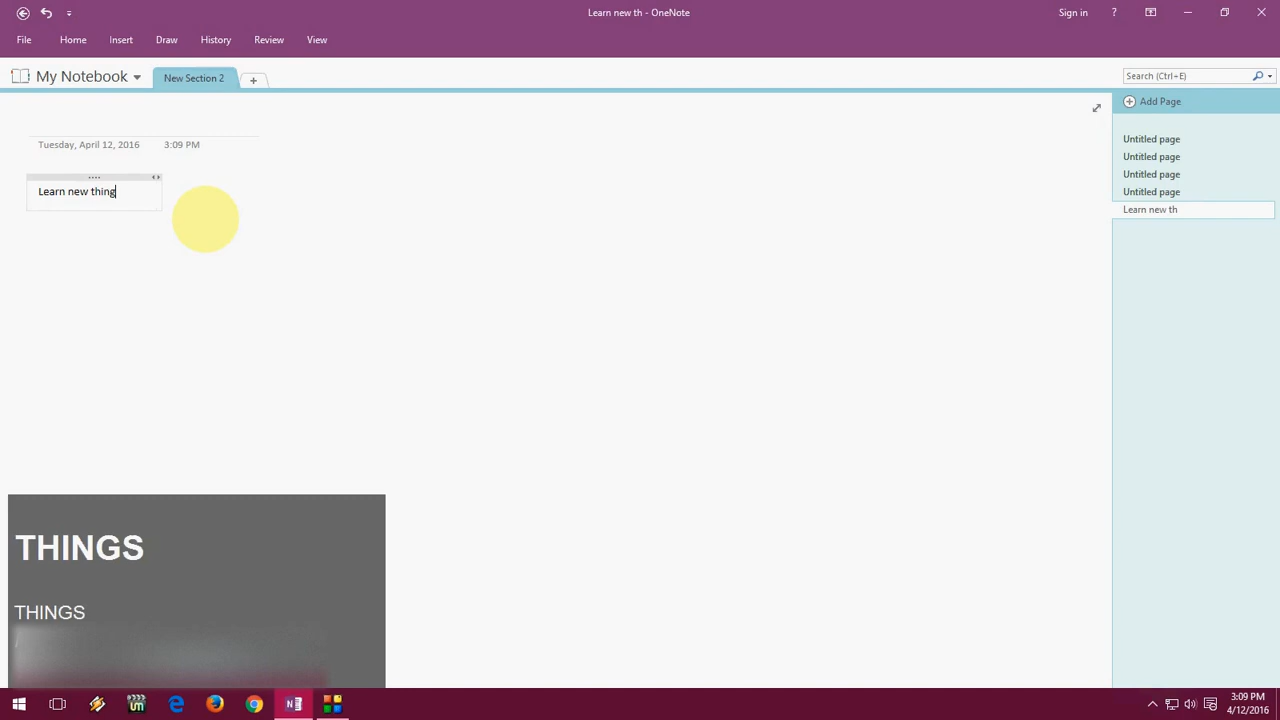 Learn new th - OneNote
Sign in
?
File
Home
Insert
Draw
History
Review
View
My Notebook
New Section 2
+
Search (Ctrl+E)
Add Page
Tuesday, April 12, 2016
3:09 PM
Learn new thing
Untitled page
Untitled page
Untitled page
Untitled page
Learn new th
THINGS
THINGS
3:09 PM
4/12/2016